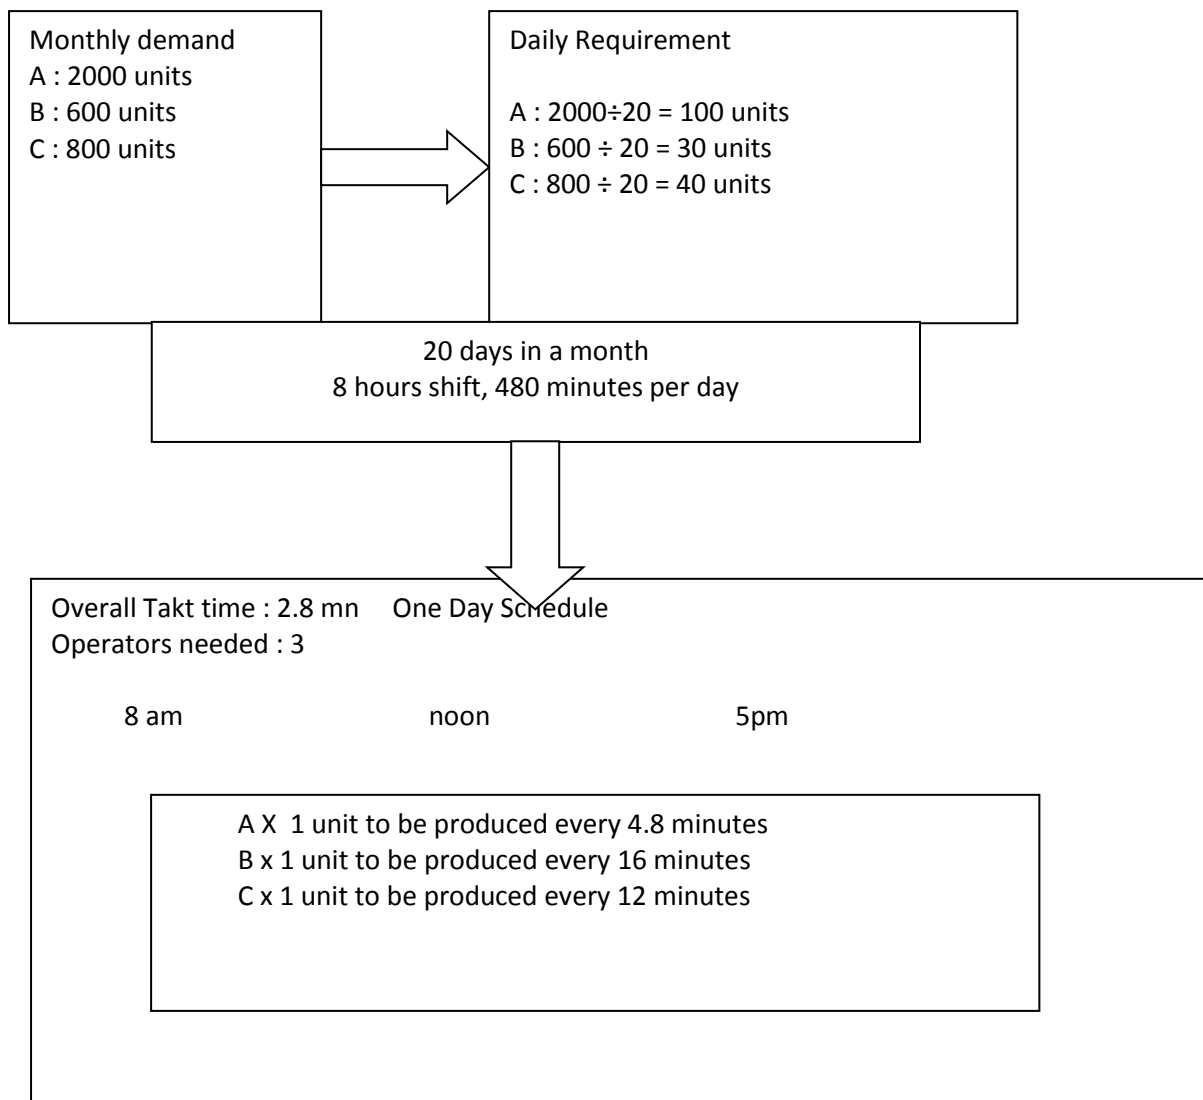 Monthly demand
A : 2000 units
B : 600 units
C : 800 units
Daily Requirement
A : 2000÷20 = 100 units
B : 600 ÷ 20 = 30 units
C : 800 ÷ 20 = 40 units
20 days in a month
8 hours shift, 480 minutes per day
Overall Takt time : 2.8 mn One Day Schedule
Operators needed : 3
8 am noon 5pm
A X 1 unit to be produced every 4.8 minutes
B x 1 unit to be produced every 16 minutes
C x 1 unit to be produced every 12 minutes